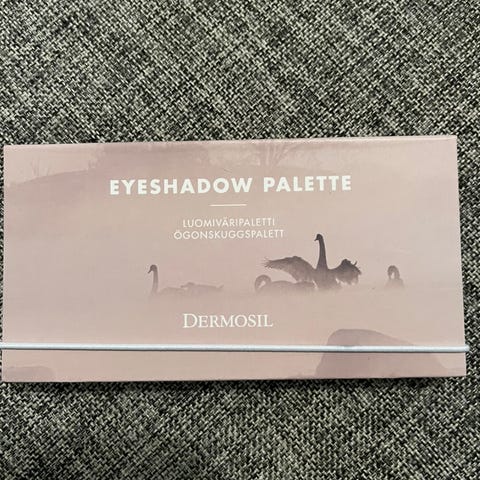 EYESHADOW PALETTE
LUOMIVÄRIPALETTI
ÖGONSKUGGSPALETT
DERMOSIL